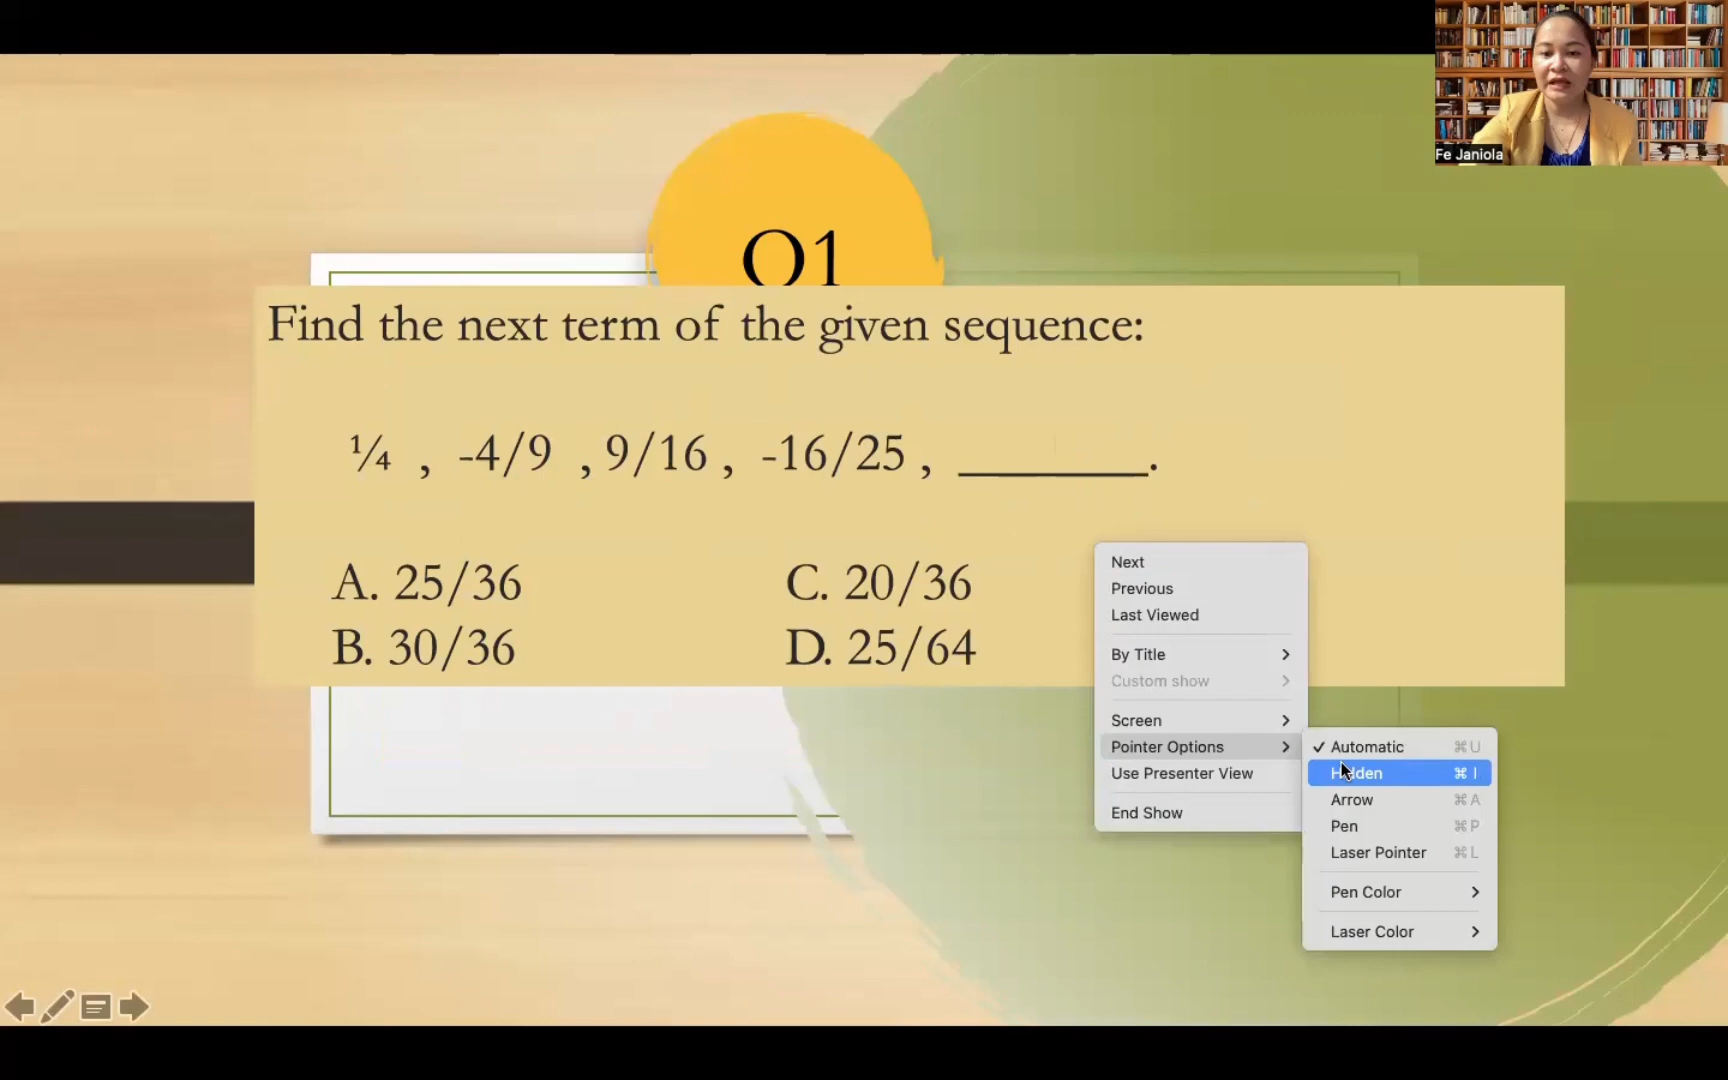 Fe Janiola
Q1
Find the next term of the given sequence:
¼ , -4/9 , 9/16 , -16/25 , ________.
A. 25/36 C. 20/36
B. 30/36 D. 25/64
Next
Previous
Last Viewed
By Title
Custom show
Screen
Pointer Options
Use Presenter View
End Show
✓ Automatic ⌘ U
Hidden ⌘ I
Arrow ⌘ A
Pen ⌘ P
Laser Pointer ⌘ L
Pen Color
Laser Color